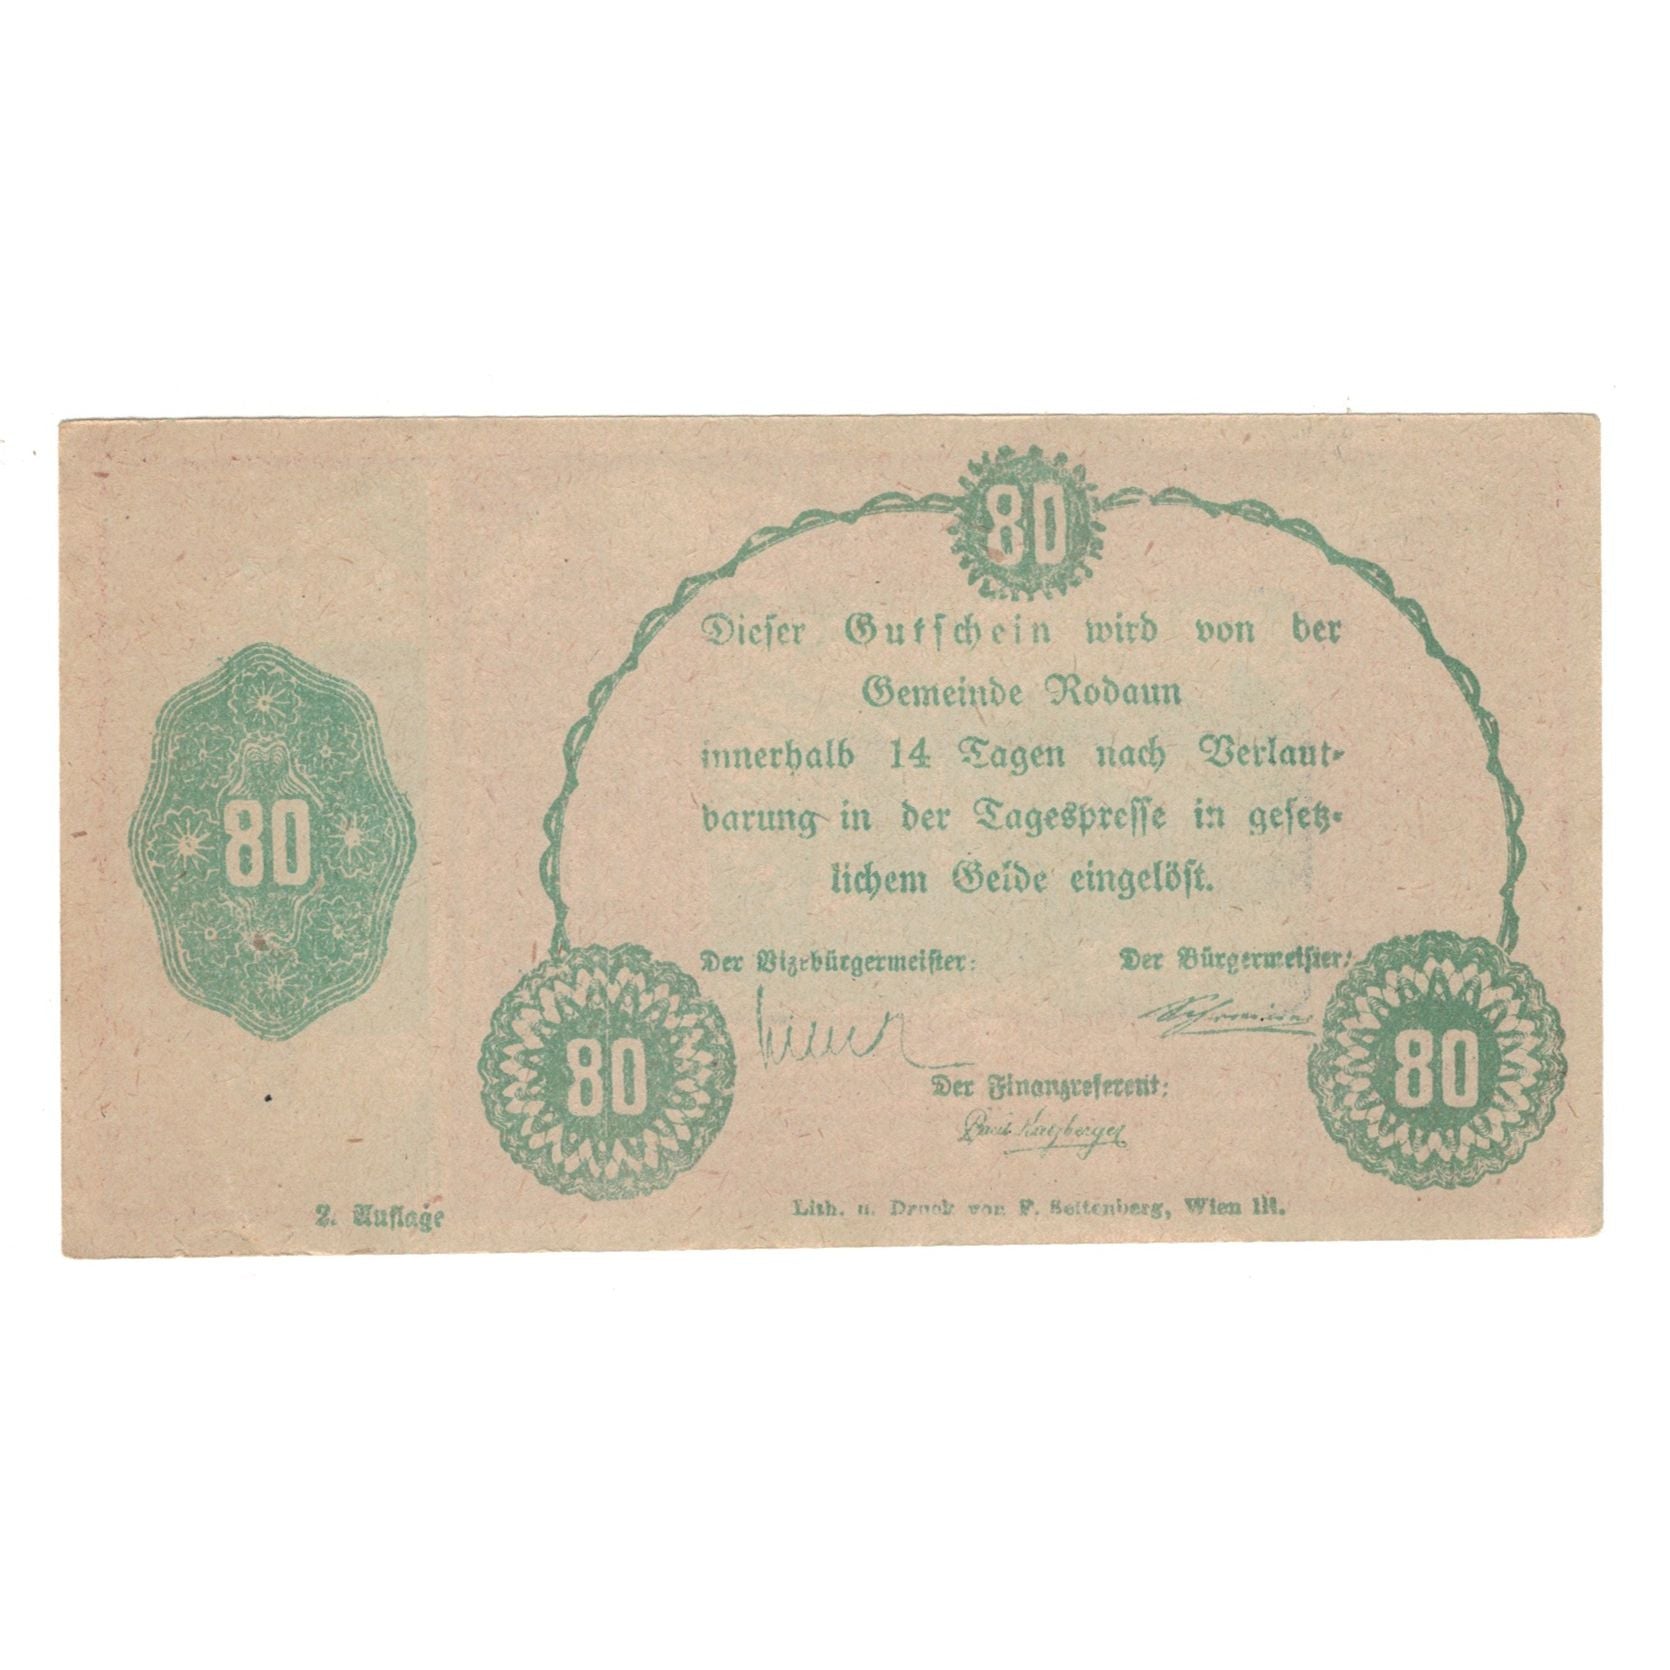 80
Dieser Gutschein wird von der
Gemeinde Rodaun
innerhalb 14 Tagen nach Verlaut-
barung in der Tagespresse in gesetz-
lichem Gelde eingelöst.
80
Der Vizebürgermeister: Der Bürgermeister:
80
80
Der Finanzreferent:
2. Auflage
Lith. u. Druck von F. Seitenberg, Wien III.